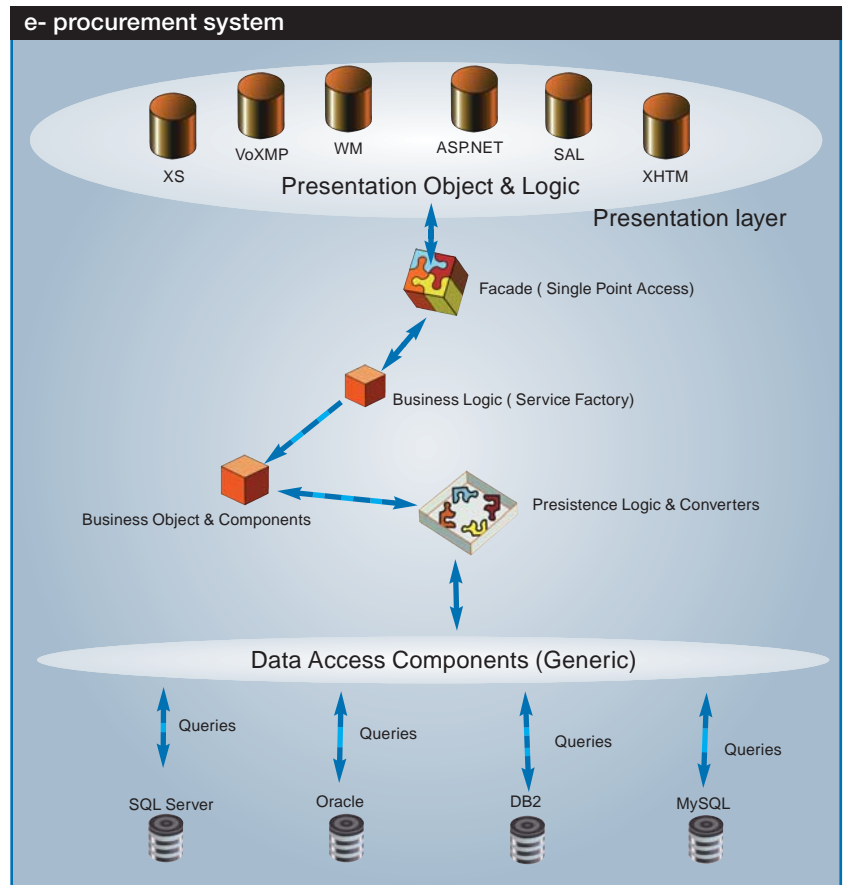 e- procurement system
XS
VoXMP
WM
ASP.NET
SAL
XHTM
Presentation Object & Logic
Presentation layer
Facade ( Single Point Access)
Business Logic ( Service Factory)
Business Object & Components
Presistence Logic & Converters
Data Access Components (Generic)
Queries
Queries
Queries
Queries
SQL Server
Oracle
DB2
MySQL